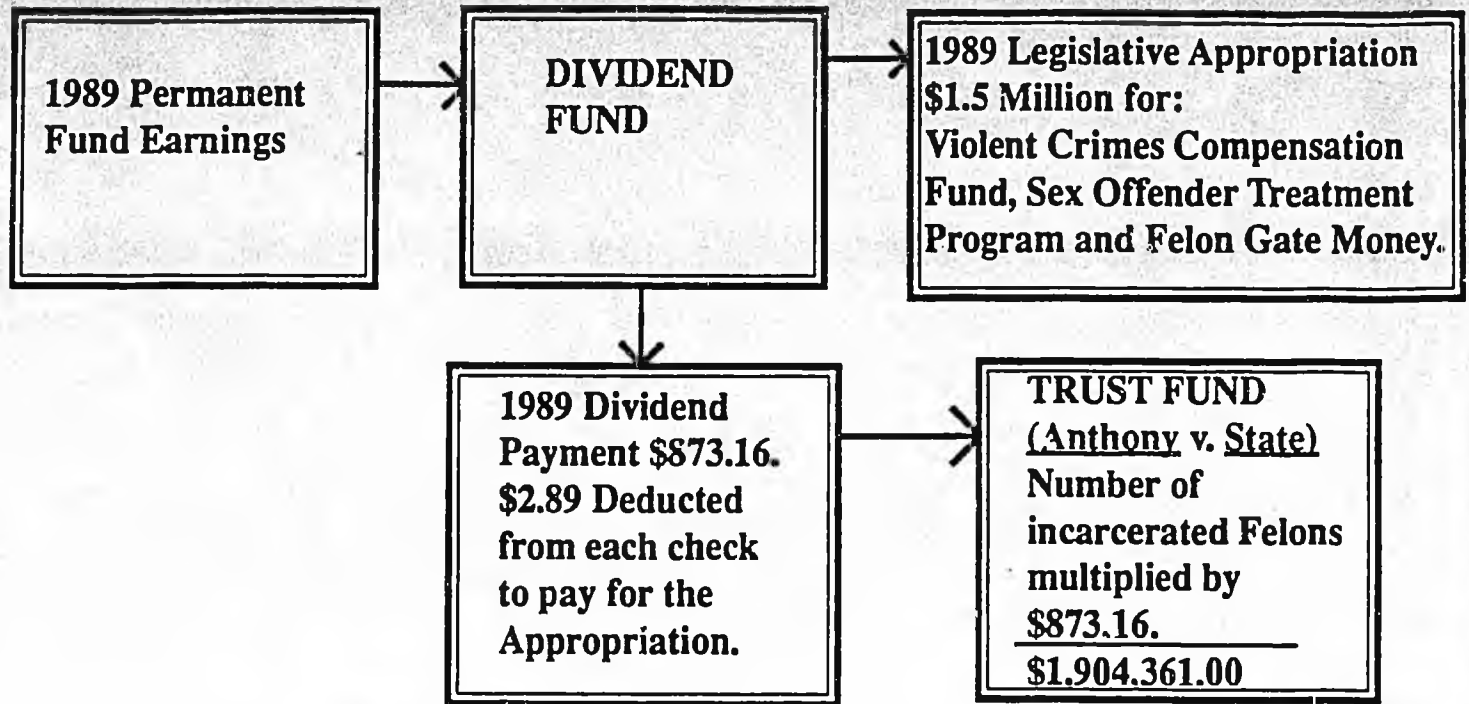 1989 Permanent
Fund Earnings
DIVIDEND
FUND
1989 Legislative Appropriation
$1.5 Million for:
Violent Crimes Compensation
Fund, Sex Offender Treatment
Program and Felon Gate Money.
1989 Dividend
Payment $873.16.
$2.89 Deducted
from each check
to pay for the
Appropriation.
TRUST FUND
(Anthony v. State)
Number of
incarcerated Felons
multiplied by
$873.16.
$1.904.361.00